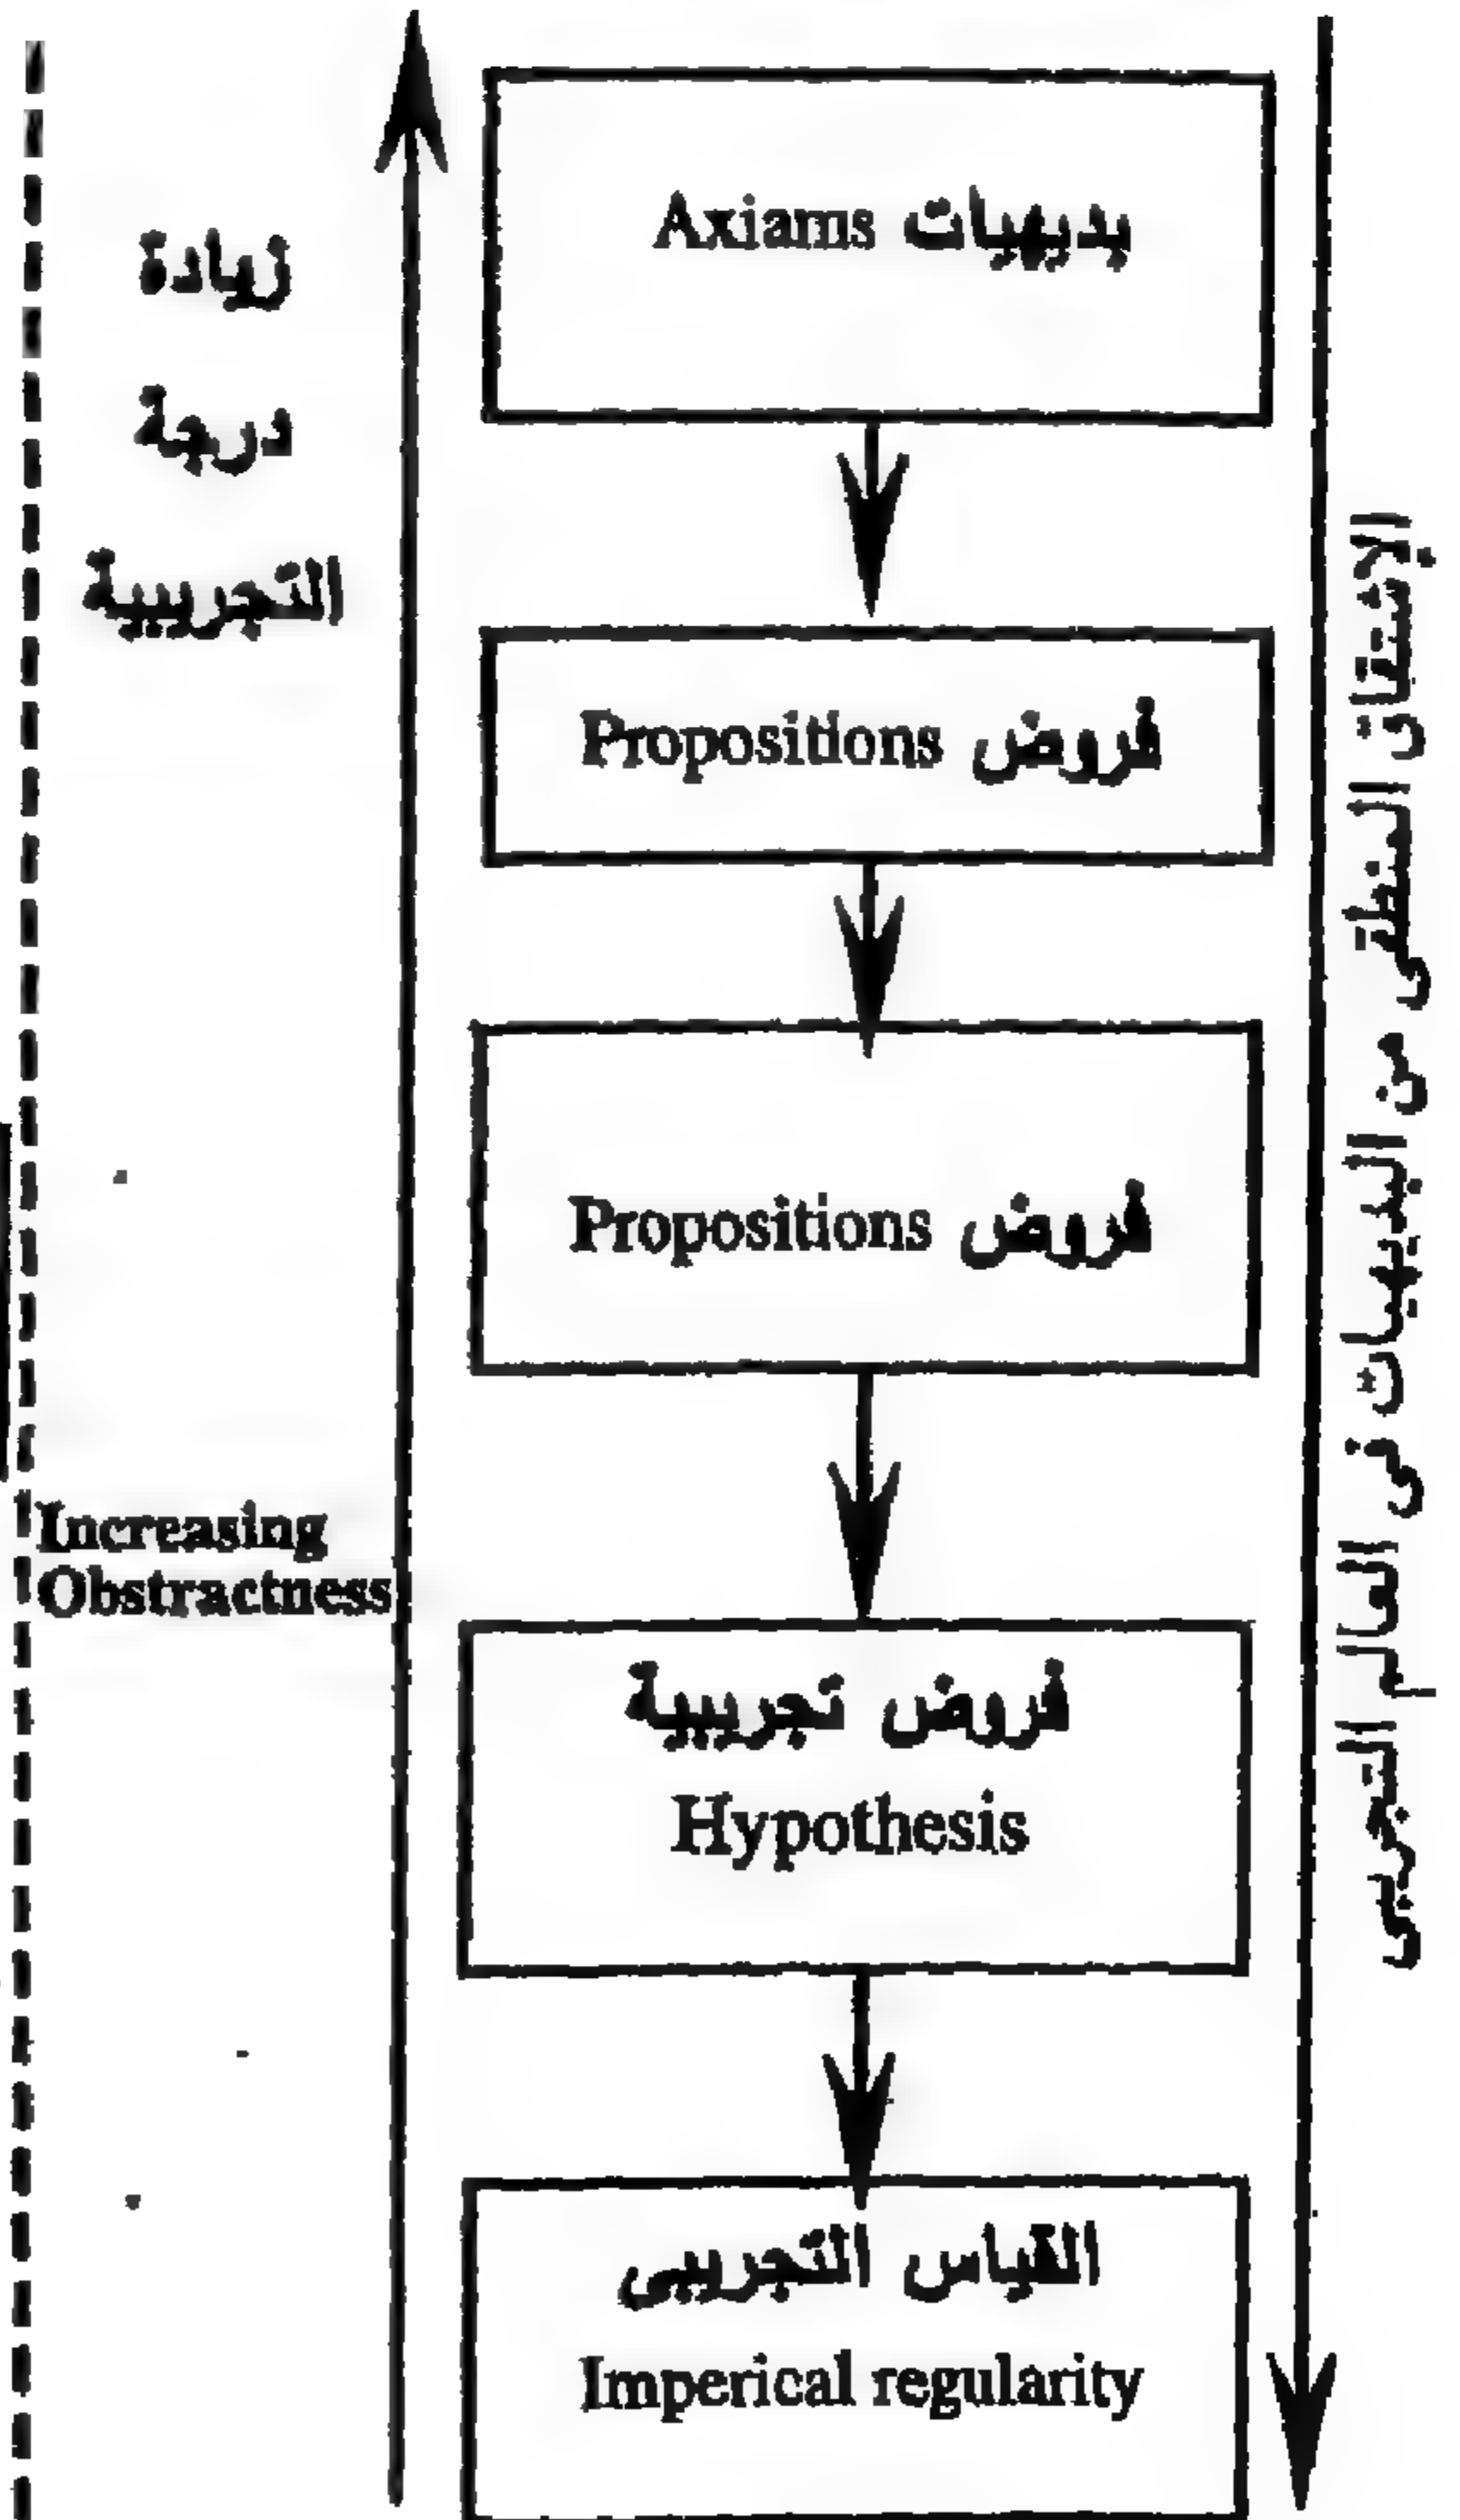 بديهيات Axiams
زيادة
درجة
التجريبية
فروض Propositions
فروض Propositions
Increasing
Obstractness
فروض تجريبية
Hypothesis
القياس التجريبى
Imperical regularity
الإشتقاق المنطقى من البديهيات فى العالم التجريبى